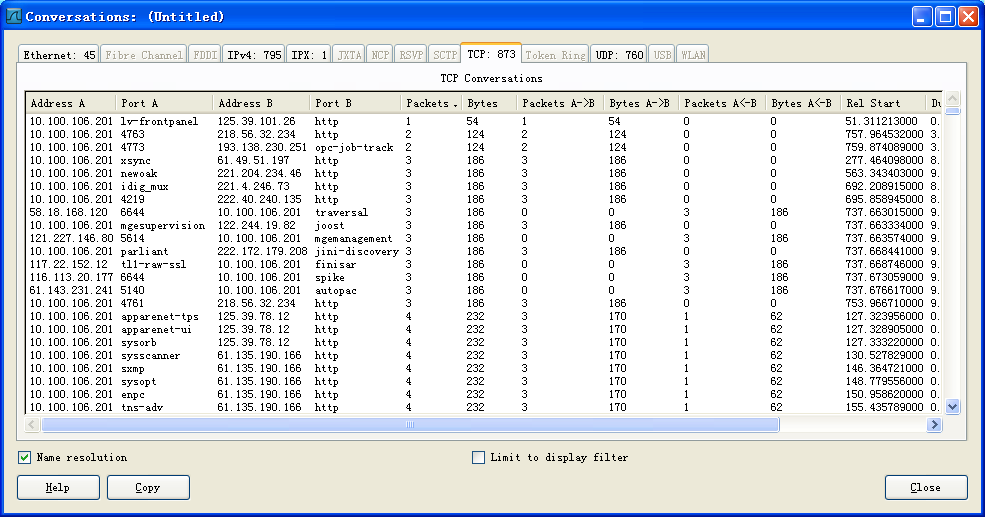 Conversations: (Untitled)
Ethernet: 45 Fibre Channel FDDI IPv4: 795 IPX: 1 JXTA NCP RSVP SCTP TCP: 873 Token Ring UDP: 760 USB WLAN
TCP Conversations
Address A Port A Address B Port B Packets Bytes Packets A->B Bytes A->B Packets A<-B Bytes A<-B Rel Start Du
10.100.106.201 lv-frontpanel 125.39.101.26 http 1 54 1 54 0 0 51.311213000 0.
10.100.106.201 4763 218.56.32.234 http 2 124 2 124 0 0 757.964532000 3.
10.100.106.201 4773 193.138.230.251 opc-job-track 2 124 2 124 0 0 759.874089000 3.
10.100.106.201 xsync 61.49.51.197 http 3 186 3 186 0 0 277.464098000 8.
10.100.106.201 newoak 221.204.234.46 http 3 186 3 186 0 0 563.343403000 9.
10.100.106.201 idig_mux 221.4.246.73 http 3 186 3 186 0 0 692.208915000 8.
10.100.106.201 4219 222.40.240.135 http 3 186 3 186 0 0 695.858945000 8.
58.18.168.120 6644 10.100.106.201 traversal 3 186 0 0 3 186 737.663015000 9.
10.100.106.201 mgesupervision 122.244.19.82 joost 3 186 3 186 0 0 737.663334000 9.
121.227.146.80 5614 10.100.106.201 mgemanagement 3 186 0 0 3 186 737.663574000 9.
10.100.106.201 parliant 222.172.179.208 jini-discovery 3 186 3 186 0 0 737.668441000 9.
117.22.152.12 tl1-raw-ssl 10.100.106.201 finisar 3 186 0 0 3 186 737.668746000 9.
116.113.20.177 6644 10.100.106.201 spike 3 186 0 0 3 186 737.673059000 9.
61.143.231.241 5140 10.100.106.201 autopac 3 186 0 0 3 186 737.676617000 9.
10.100.106.201 4761 218.56.32.234 http 3 186 3 186 0 0 753.966710000 9.
10.100.106.201 apparenet-tps 125.39.78.12 http 4 232 3 170 1 62 127.323956000 0.
10.100.106.201 apparenet-ui 125.39.78.12 http 4 232 3 170 1 62 127.328905000 0.
10.100.106.201 sysorb 125.39.78.12 http 4 232 3 170 1 62 127.333220000 0.
10.100.106.201 sysscanner 61.135.190.166 http 4 232 3 170 1 62 130.527829000 0.
10.100.106.201 sxmp 61.135.190.166 http 4 232 3 170 1 62 146.364721000 0.
10.100.106.201 sysopt 61.135.190.166 http 4 232 3 170 1 62 148.779556000 0.
10.100.106.201 enpc 61.135.190.166 http 4 232 3 170 1 62 150.958620000 0.
10.100.106.201 tns-adv 61.135.190.166 http 4 232 3 170 1 62 155.435789000 0.
Name resolution Limit to display filter
Help Copy Close